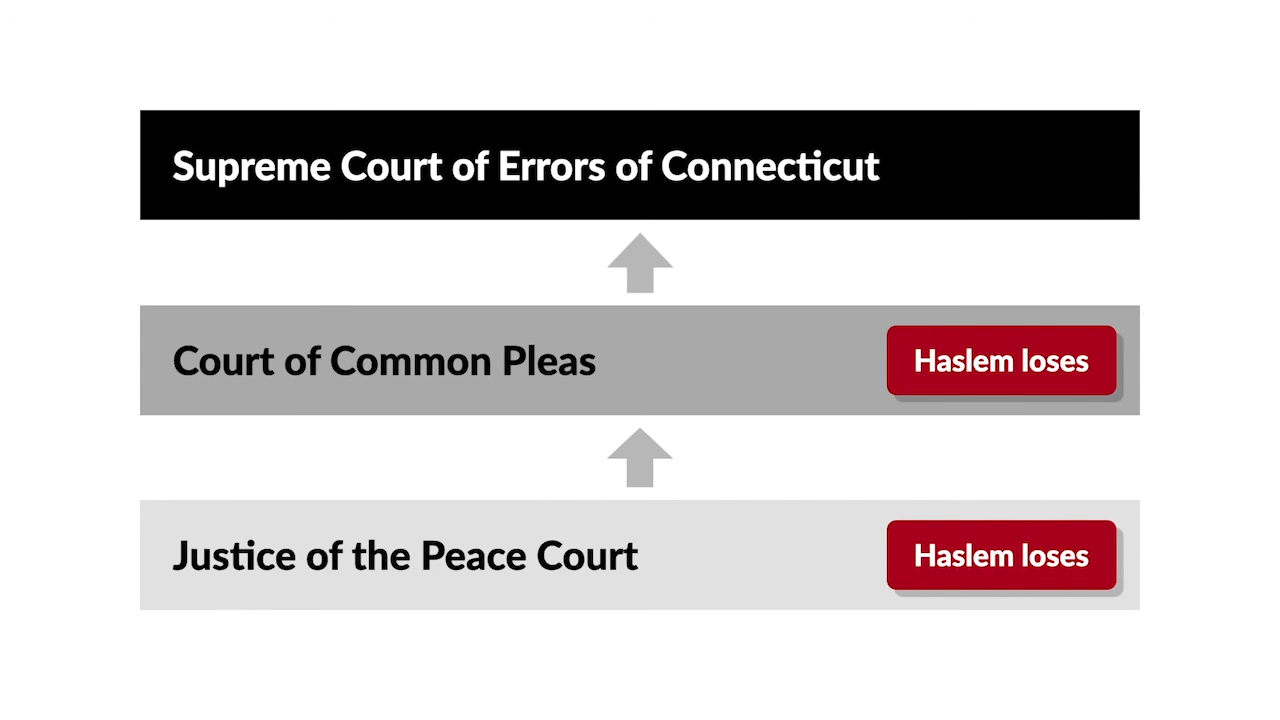 Supreme Court of Errors of Connecticut
Court of Common Pleas
Haslem loses
Justice of the Peace Court
Haslem loses